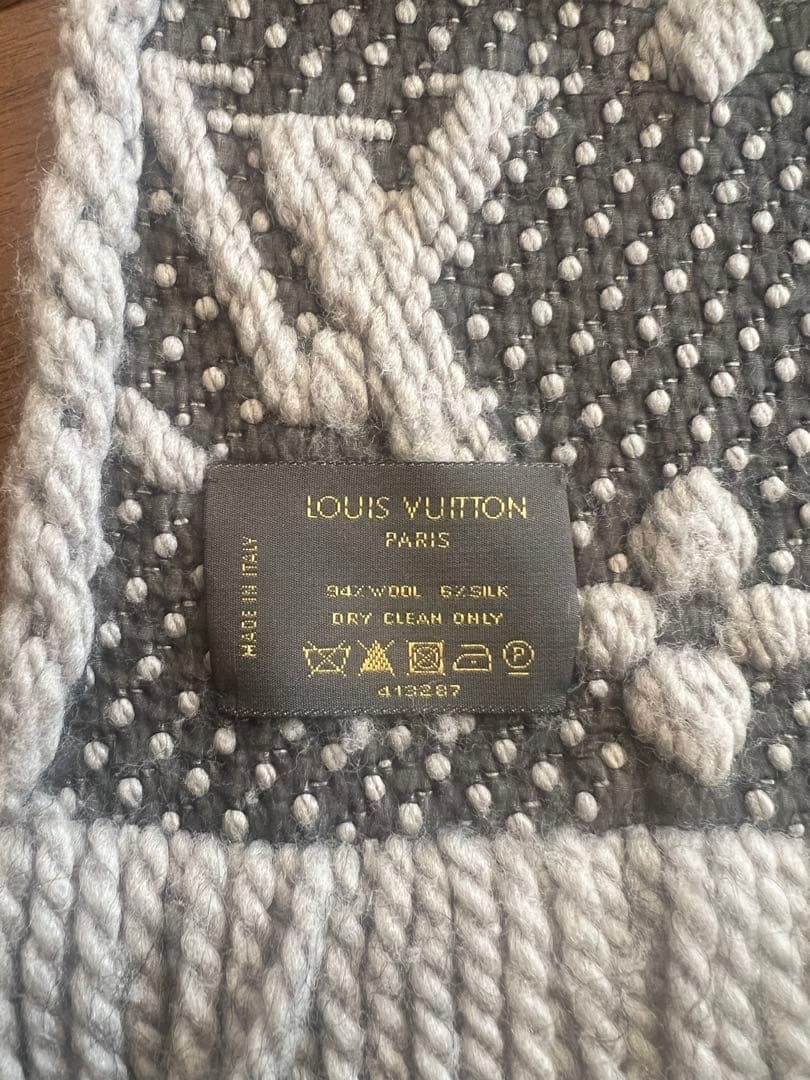 LOUIS VUITTON
PARIS
MADE IN ITALY
94% WOOL 6% SILK
DRY CLEAN ONLY
P
413287